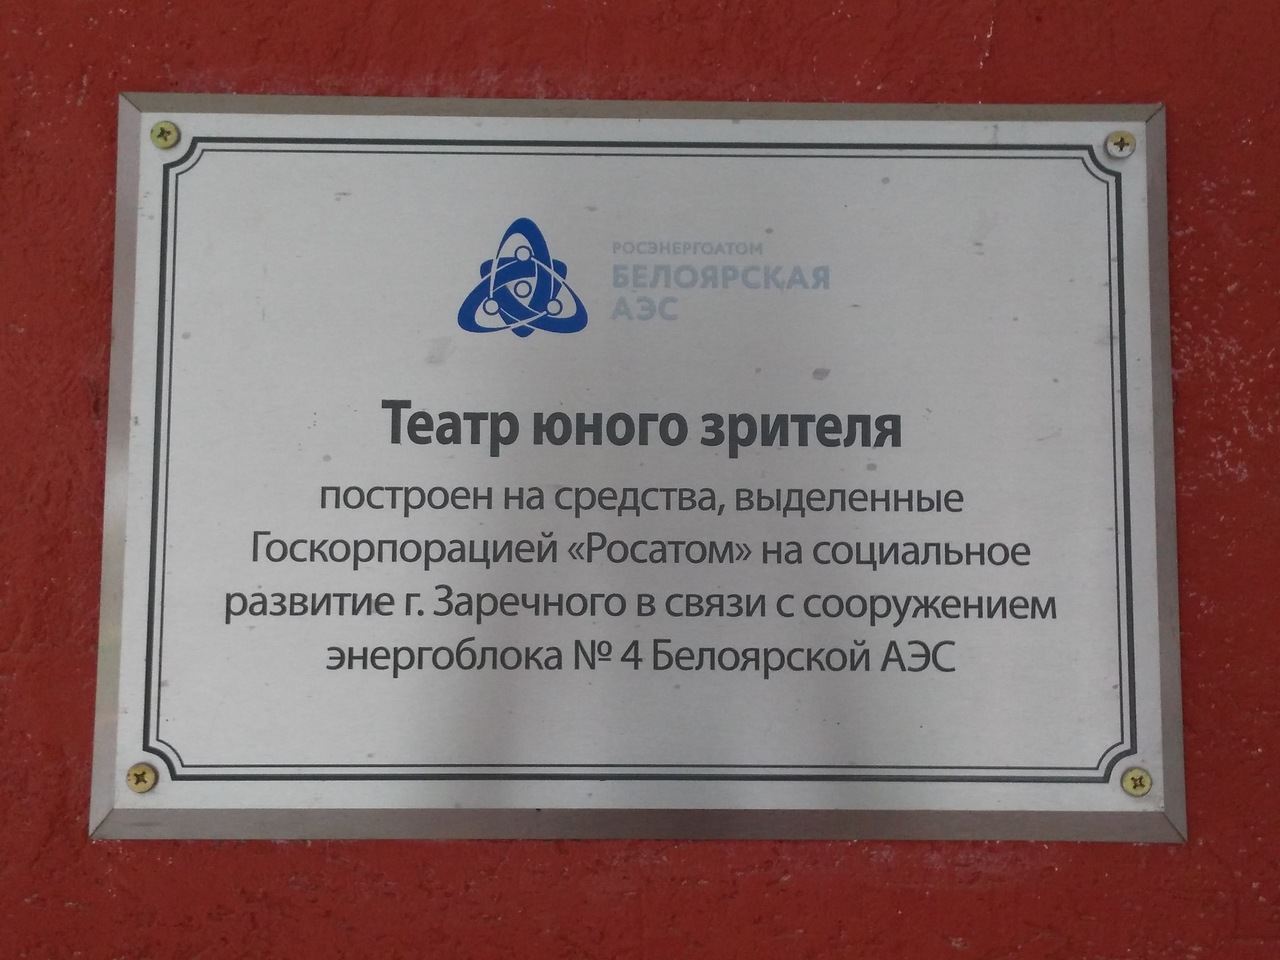 РОСЭНЕРГОАТОМ
БЕЛОЯРСКАЯ
АЭС
Театр юного зрителя
построен на средства, выделенные
Госкорпорацией «Росатом» на социальное
развитие г. Заречного в связи с сооружением
энергоблока № 4 Белоярской АЭС